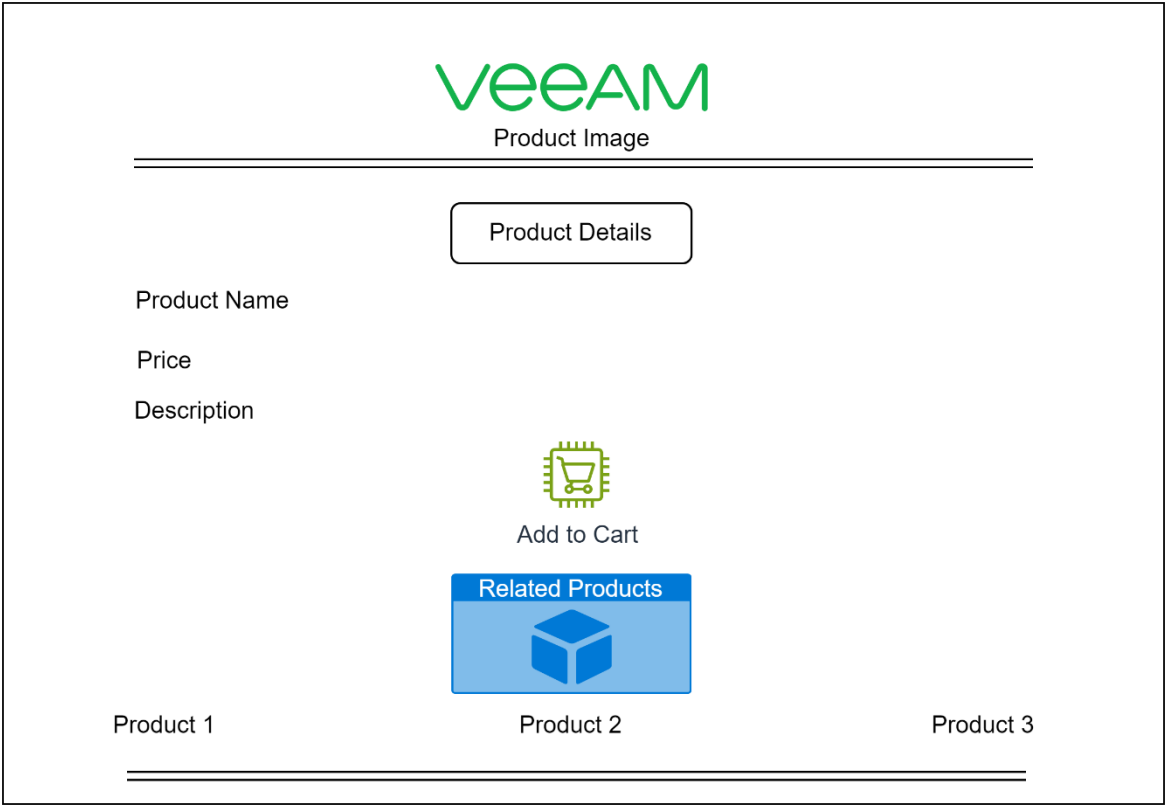 veeAM
Product Image
Product Details
Product Name
Price
Description
Add to Cart
Related Products
Product 1
Product 2
Product 3